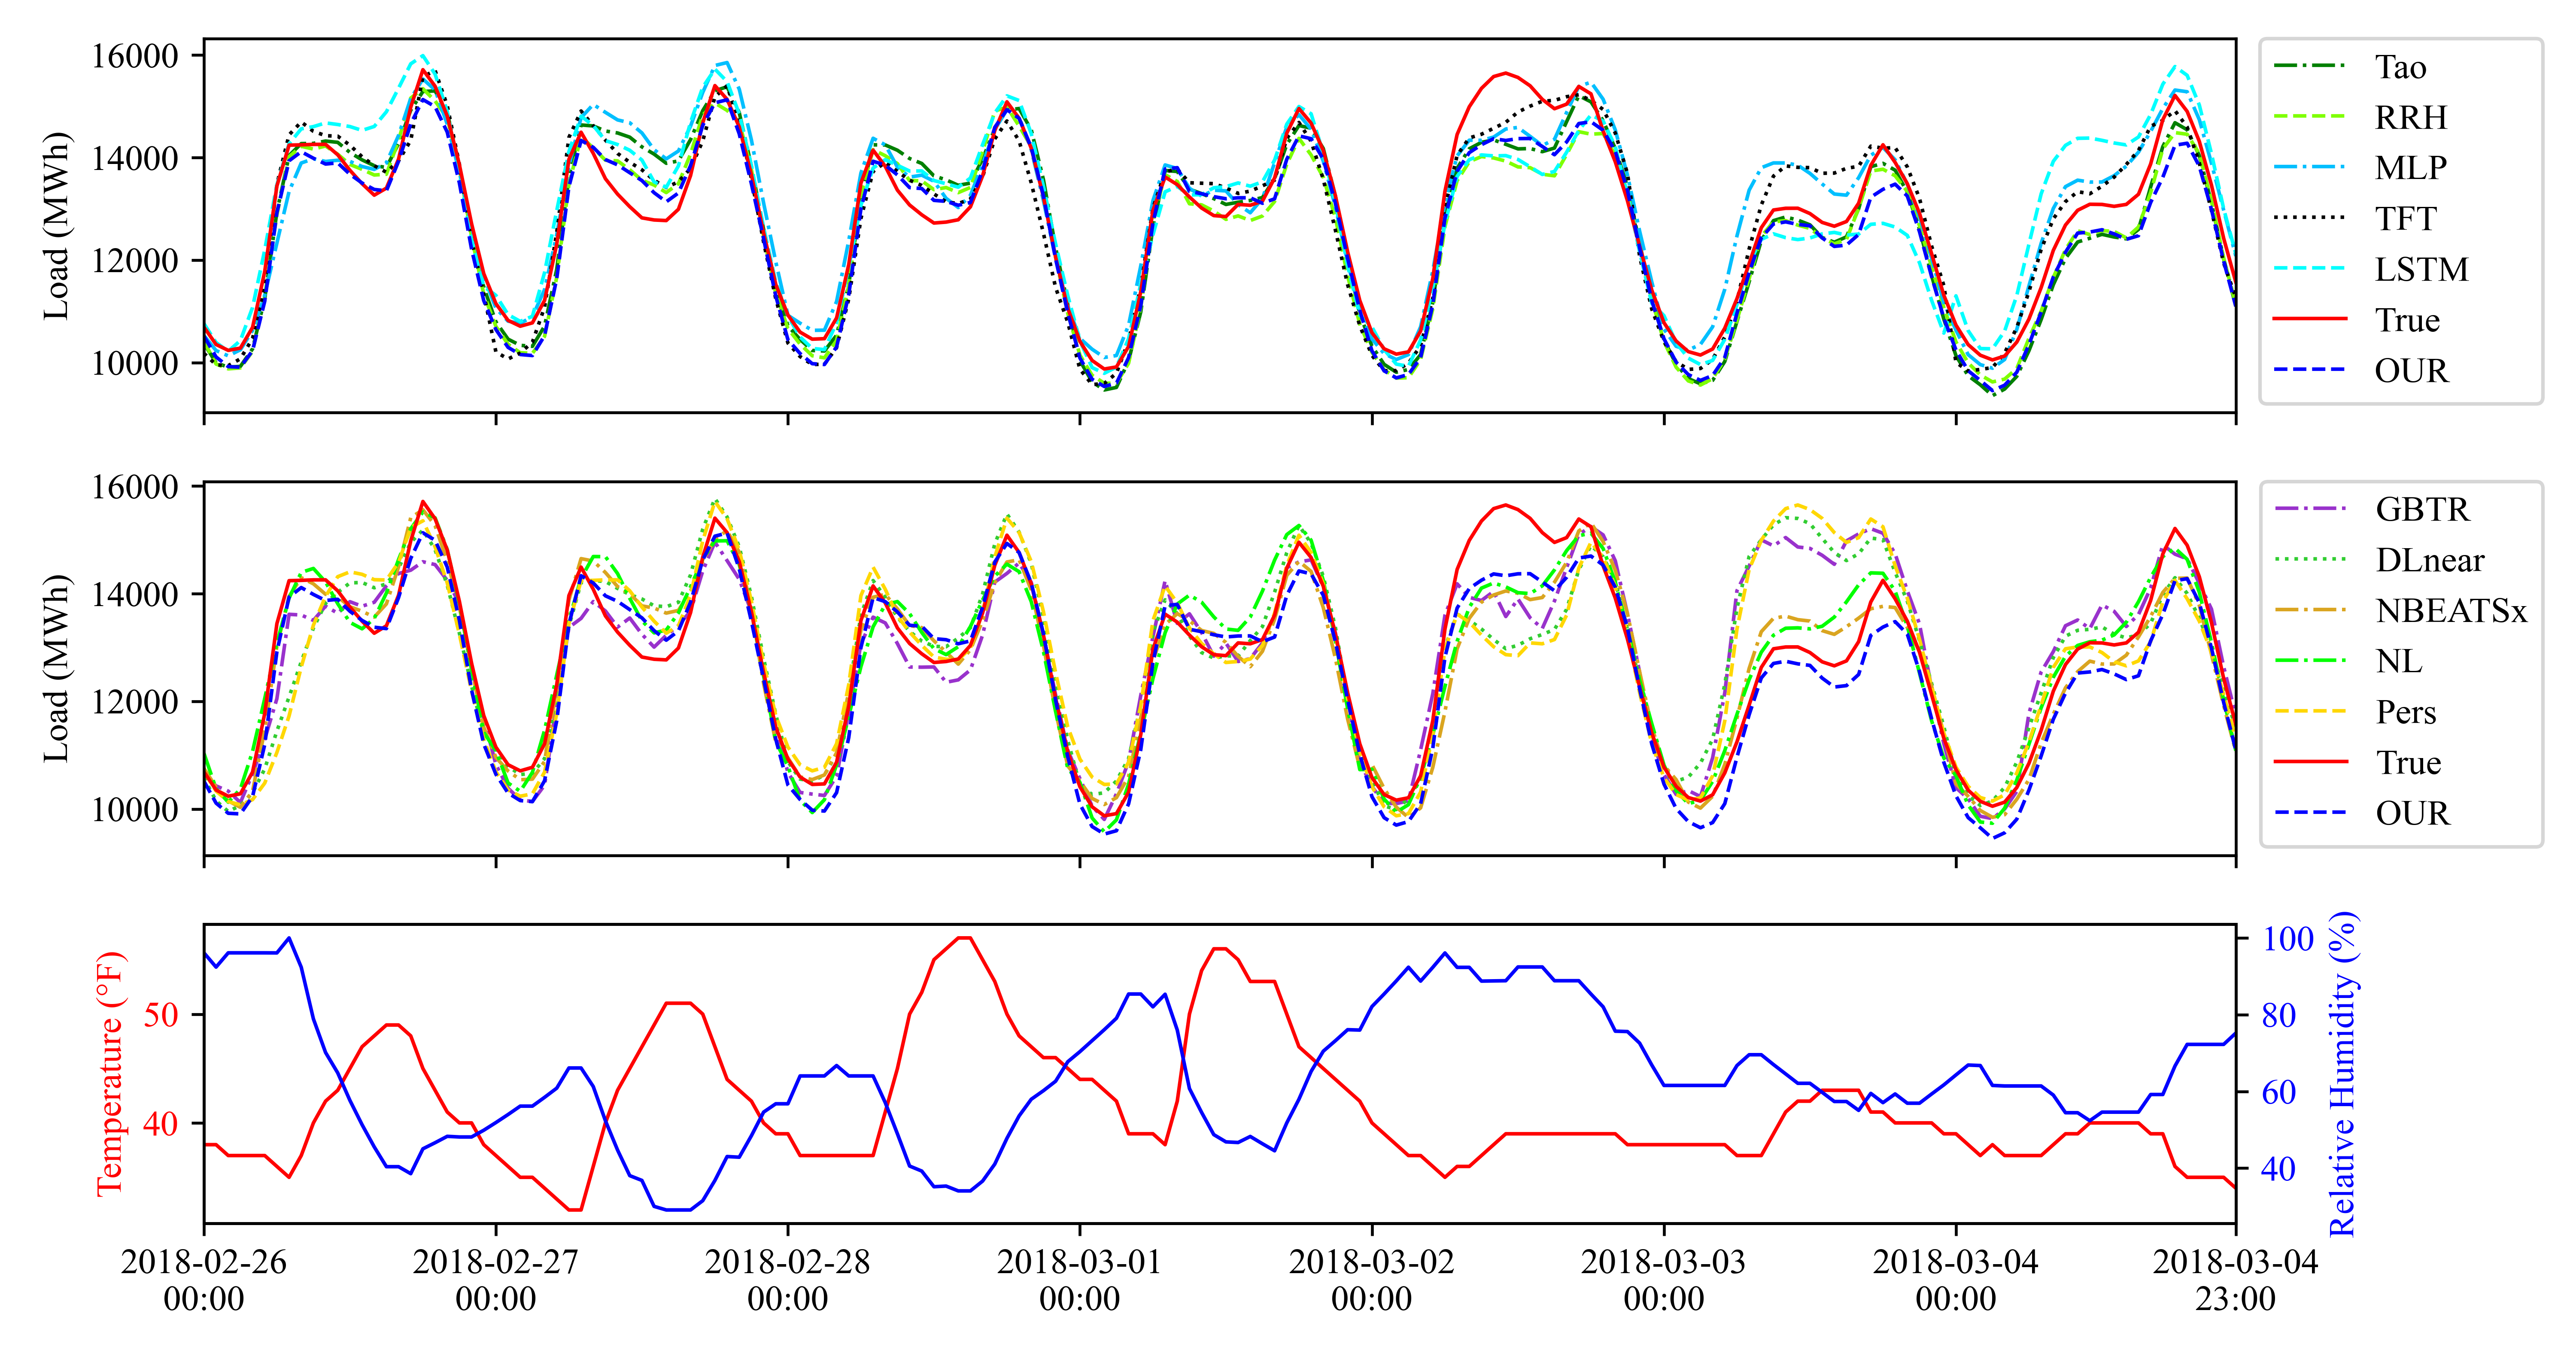 Load (MWh)
16000
14000
12000
10000
Tao
RRH
MLP
TFT
LSTM
True
OUR
Load (MWh)
16000
14000
12000
10000
GBTR
DLnear
NBEATSx
NL
Pers
True
OUR
Temperature (°F)
50
40
100
80
60
40
Relative Humidity (%)
2018-02-26 2018-02-27 2018-02-28 2018-03-01 2018-03-02 2018-03-03 2018-03-04 2018-03-04
00:00 00:00 00:00 00:00 00:00 00:00 00:00 23:00